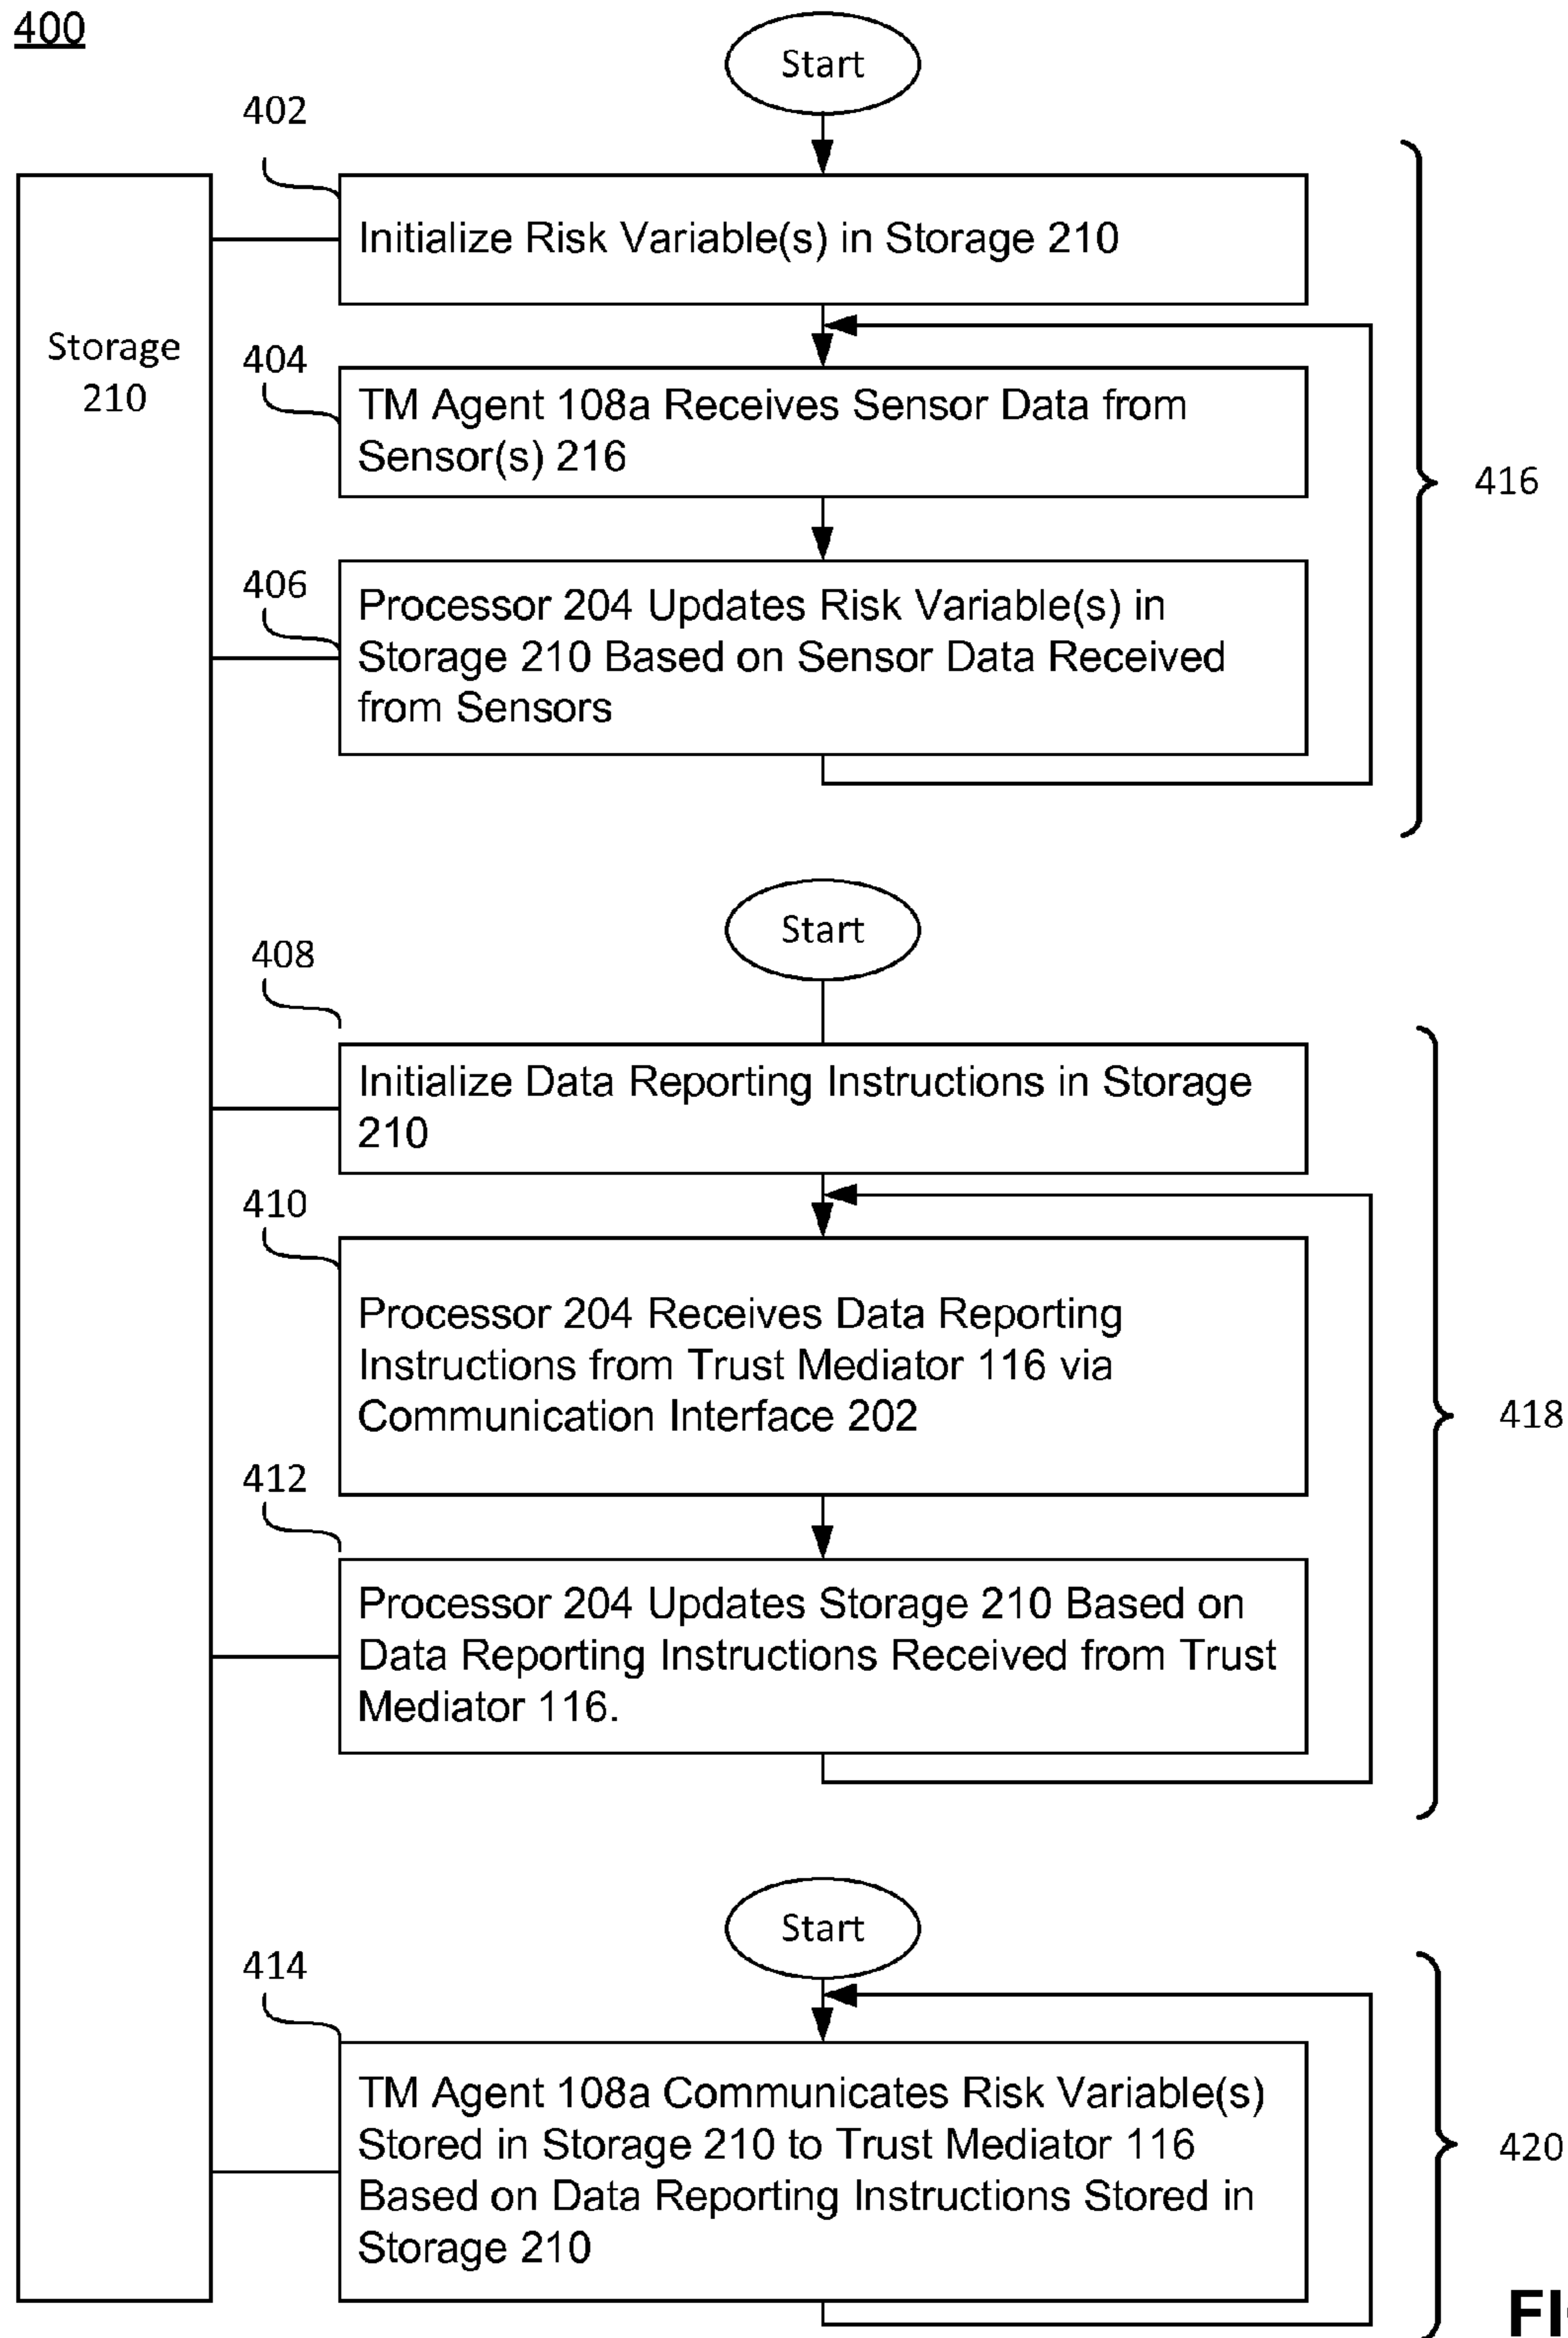 400
Start
402
Initialize Risk Variable(s) in Storage 210
Storage
210
404
TM Agent 108a Receives Sensor Data from
Sensor(s) 216
416
406
Processor 204 Updates Risk Variable(s) in
Storage 210 Based on Sensor Data Received
from Sensors
Start
408
Initialize Data Reporting Instructions in Storage
210
410
Processor 204 Receives Data Reporting
Instructions from Trust Mediator 116 via
Communication Interface 202
418
412
Processor 204 Updates Storage 210 Based on
Data Reporting Instructions Received from Trust
Mediator 116.
Start
414
TM Agent 108a Communicates Risk Variable(s)
Stored in Storage 210 to Trust Mediator 116
Based on Data Reporting Instructions Stored in
Storage 210
420